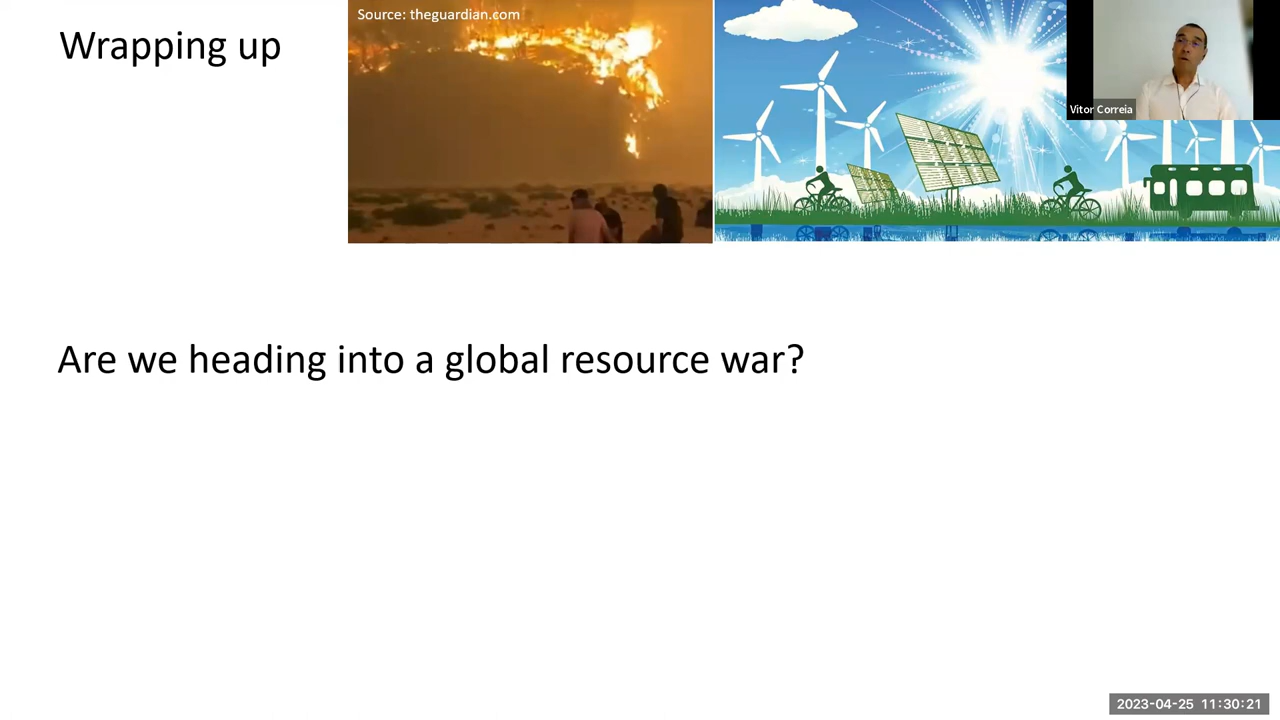 Wrapping up
Source: theguardian.com
Vitor Correia
Are we heading into a global resource war?
2023-04-25 11:30:21